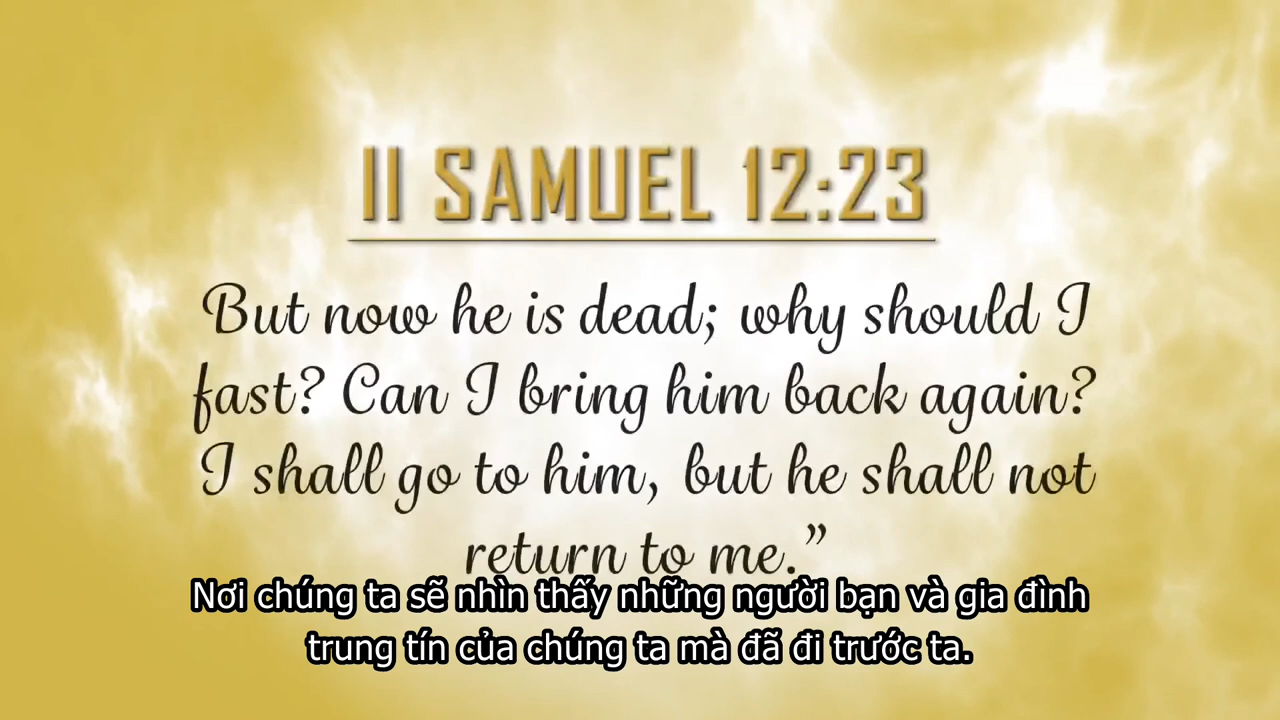 II SAMUEL 12:23
But now he is dead; why should I
fast? Can I bring him back again?
I shall go to him, but he shall not
return to me.”
Nơi chúng ta sẽ nhìn thấy những người bạn và gia đình
trung tín của chúng ta mà đã đi trước ta.